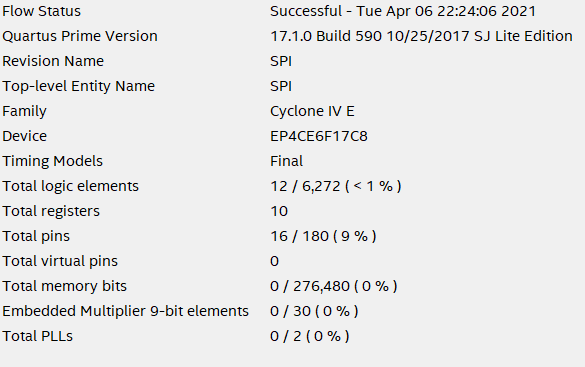 Flow Status Successful - Tue Apr 06 22:24:06 2021
Quartus Prime Version 17.1.0 Build 590 10/25/2017 SJ Lite Edition
Revision Name SPI
Top-level Entity Name SPI
Family Cyclone IV E
Device EP4CE6F17C8
Timing Models Final
Total logic elements 12 / 6,272 ( < 1 % )
Total registers 10
Total pins 16 / 180 ( 9 % )
Total virtual pins 0
Total memory bits 0 / 276,480 ( 0 % )
Embedded Multiplier 9-bit elements 0 / 30 ( 0 % )
Total PLLs 0 / 2 ( 0 % )